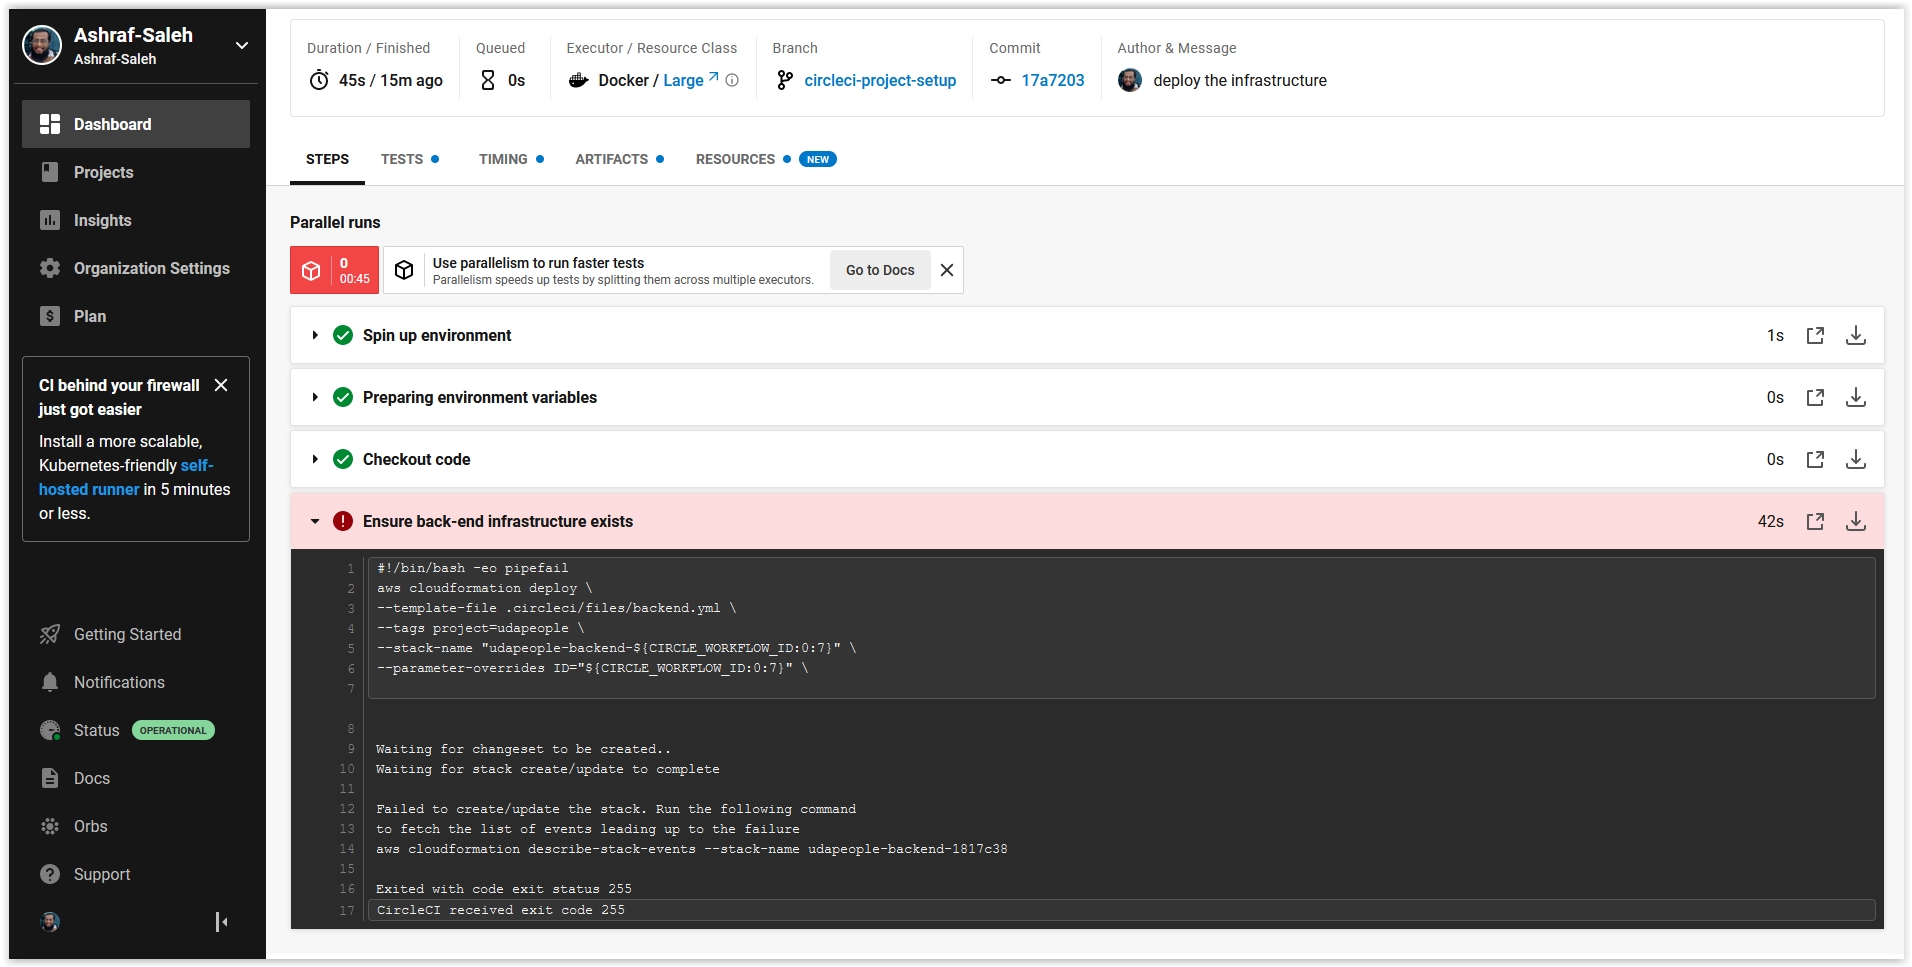 Ashraf-Saleh
Ashraf-Saleh
Dashboard
Projects
Insights
Organization Settings
Plan
CI behind your firewall
just got easier
Install a more scalable,
Kubernetes-friendly self-
hosted runner in 5 minutes
or less.
Getting Started
Notifications
Status OPERATIONAL
Docs
Orbs
Support
Duration / Finished
45s / 15m ago
Queued
0s
Executor / Resource Class
Docker / Large
Branch
circleci-project-setup
Commit
17a7203
Author & Message
deploy the infrastructure
STEPS TESTS TIMING ARTIFACTS RESOURCES NEW
Parallel runs
0
00:45
Use parallelism to run faster tests
Parallelism speeds up tests by splitting them across multiple executors.
Go to Docs
Spin up environment 1s
Preparing environment variables 0s
Checkout code 0s
Ensure back-end infrastructure exists 42s
1 #!/bin/bash -eo pipefail
2 aws cloudformation deploy \
3 --template-file .circleci/files/backend.yml \
4 --tags project=udapeople \
5 --stack-name "udapeople-backend-${CIRCLE_WORKFLOW_ID:0:7}" \
6 --parameter-overrides ID="${CIRCLE_WORKFLOW_ID:0:7}" \
7
8
9 Waiting for changeset to be created..
10 Waiting for stack create/update to complete
11
12 Failed to create/update the stack. Run the following command
13 to fetch the list of events leading up to the failure
14 aws cloudformation describe-stack-events --stack-name udapeople-backend-1817c38
15
16 Exited with code exit status 255
17 CircleCI received exit code 255